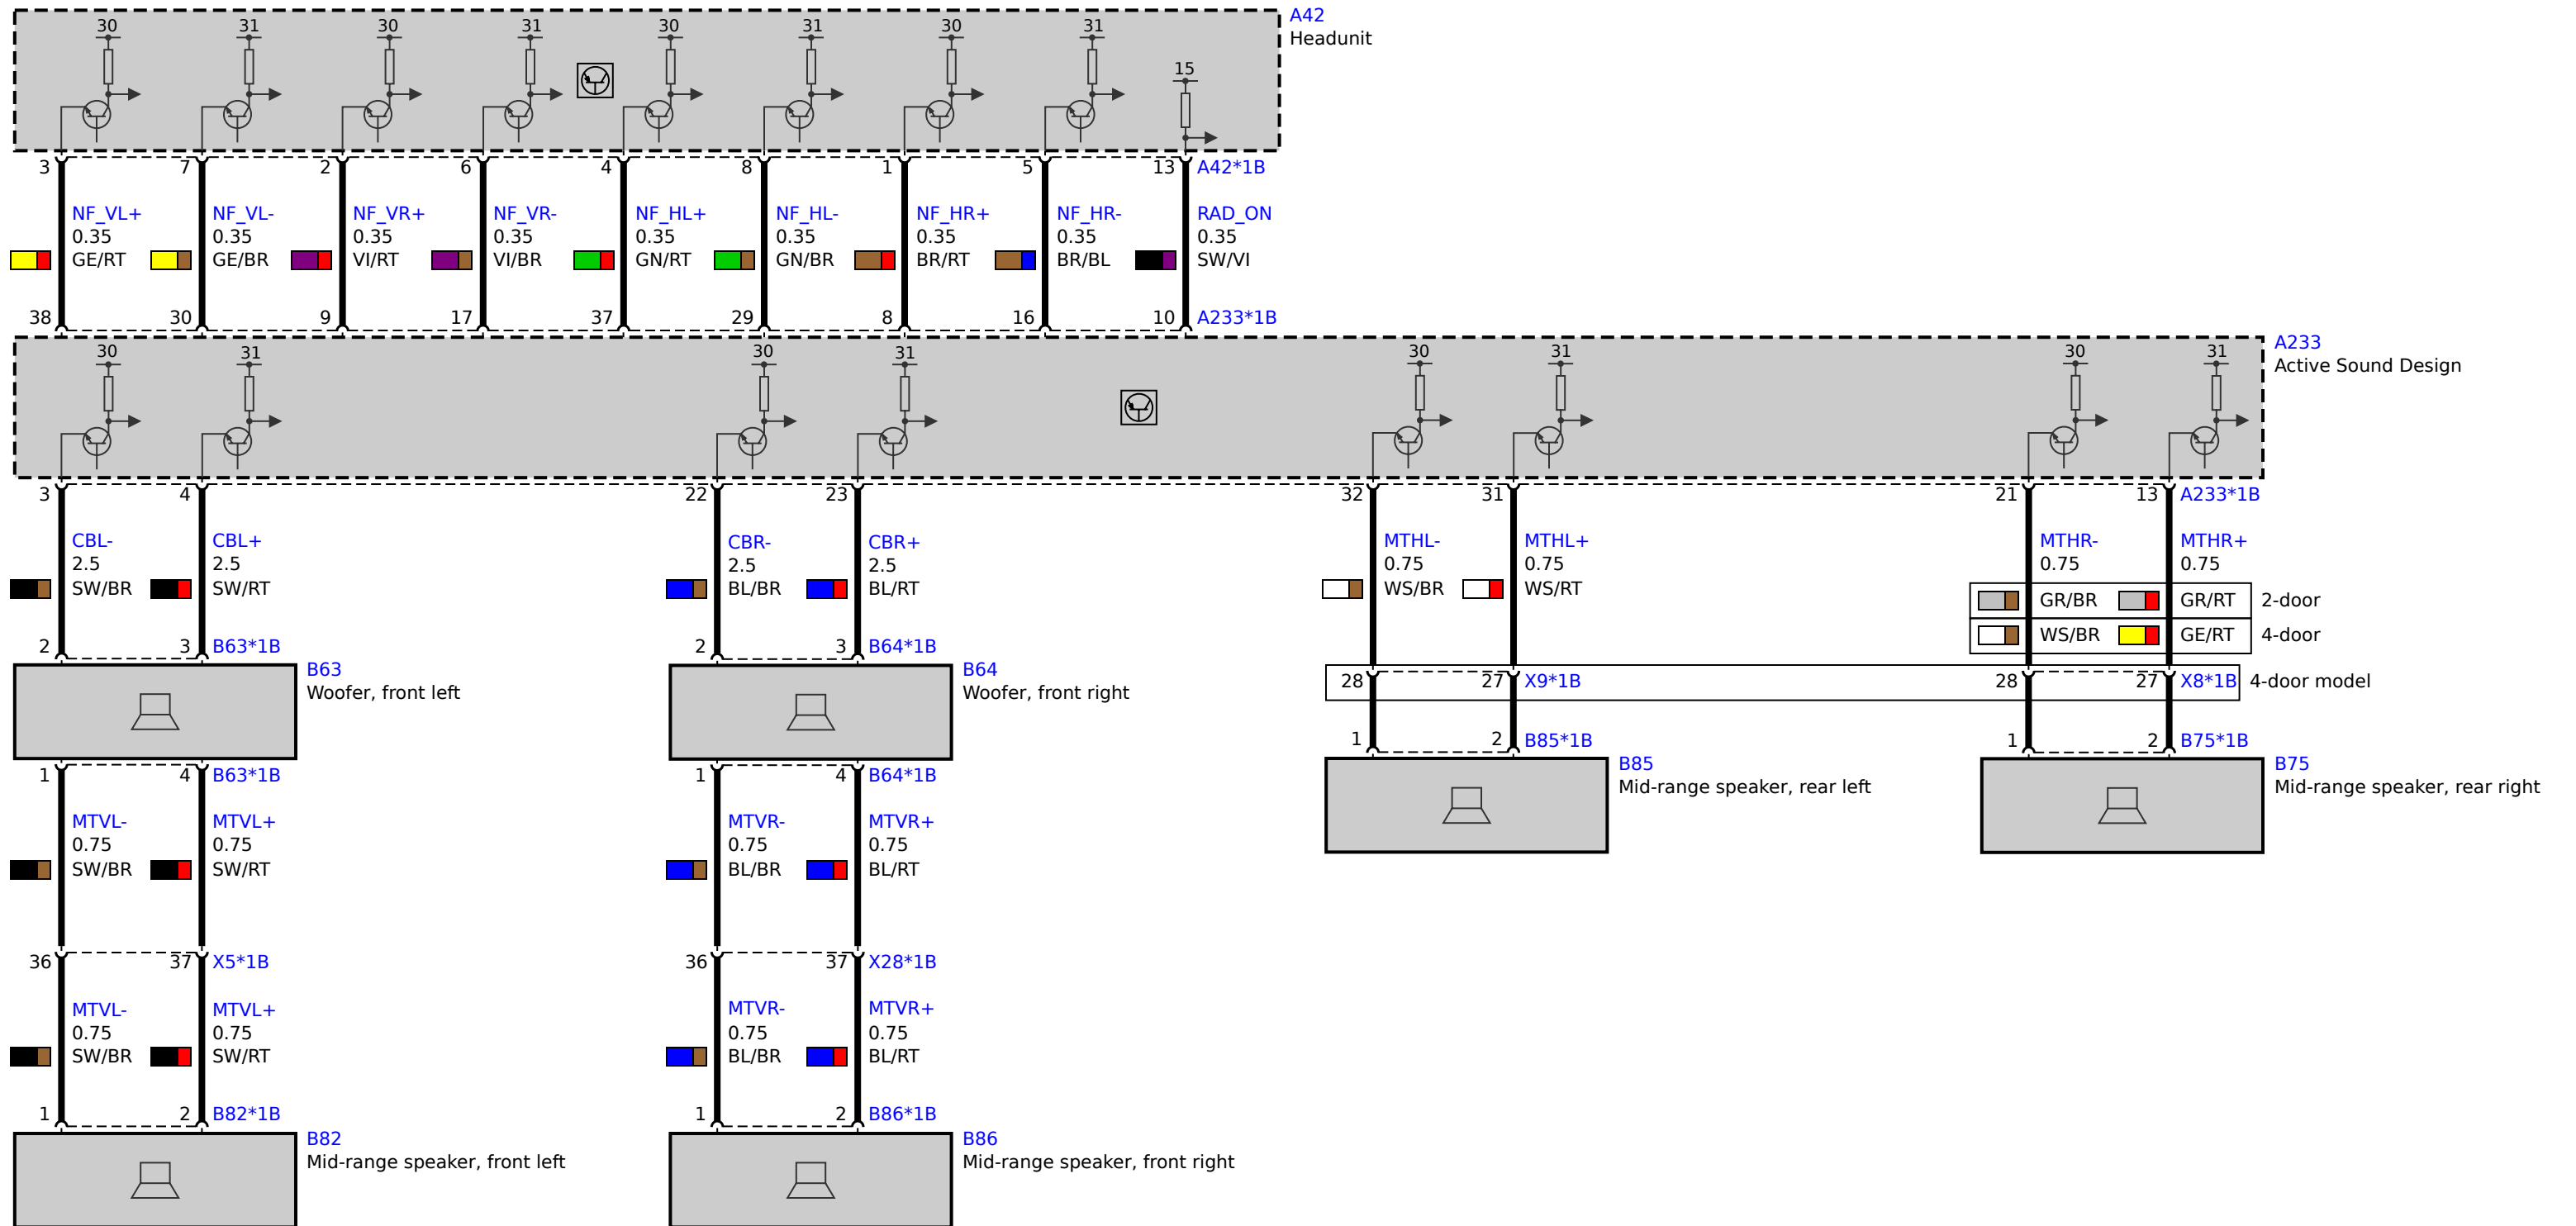 30 31 30 31 30 31 30 31 A42
Headunit
15
3 7 2 6 4 8 1 5 13 A42*1B
NF_VL+ NF_VL- NF_VR+ NF_VR- NF_HL+ NF_HL- NF_HR+ NF_HR- RAD_ON
0.35 0.35 0.35 0.35 0.35 0.35 0.35 0.35 0.35
GE/RT GE/BR VI/RT VI/BR GN/RT GN/BR BR/RT BR/BL SW/VI
38 30 9 17 37 29 8 16 10 A233*1B
30 31 30 31 30 31 30 31 A233
Active Sound Design
3 4 22 23 32 31 21 13 A233*1B
CBL- CBL+ CBR- CBR+ MTHL- MTHL+ MTHR- MTHR+
2.5 2.5 2.5 2.5 0.75 0.75 0.75 0.75
SW/BR SW/RT BL/BR BL/RT WS/BR WS/RT
GR/BR GR/RT 2-door
WS/BR GE/RT 4-door
2 3 B63*1B 2 3 B64*1B
B63 B64
Woofer, front left Woofer, front right
28 27 X9*1B 28 27 X8*1B 4-door model
1 2 B85*1B 1 2 B75*1B
B85 B75
Mid-range speaker, rear left Mid-range speaker, rear right
1 4 B63*1B 1 4 B64*1B
MTVL- MTVL+ MTVR- MTVR+
0.75 0.75 0.75 0.75
SW/BR SW/RT BL/BR BL/RT
36 37 X5*1B 36 37 X28*1B
MTVL- MTVL+ MTVR- MTVR+
0.75 0.75 0.75 0.75
SW/BR SW/RT BL/BR BL/RT
1 2 B82*1B 1 2 B86*1B
B82 B86
Mid-range speaker, front left Mid-range speaker, front right